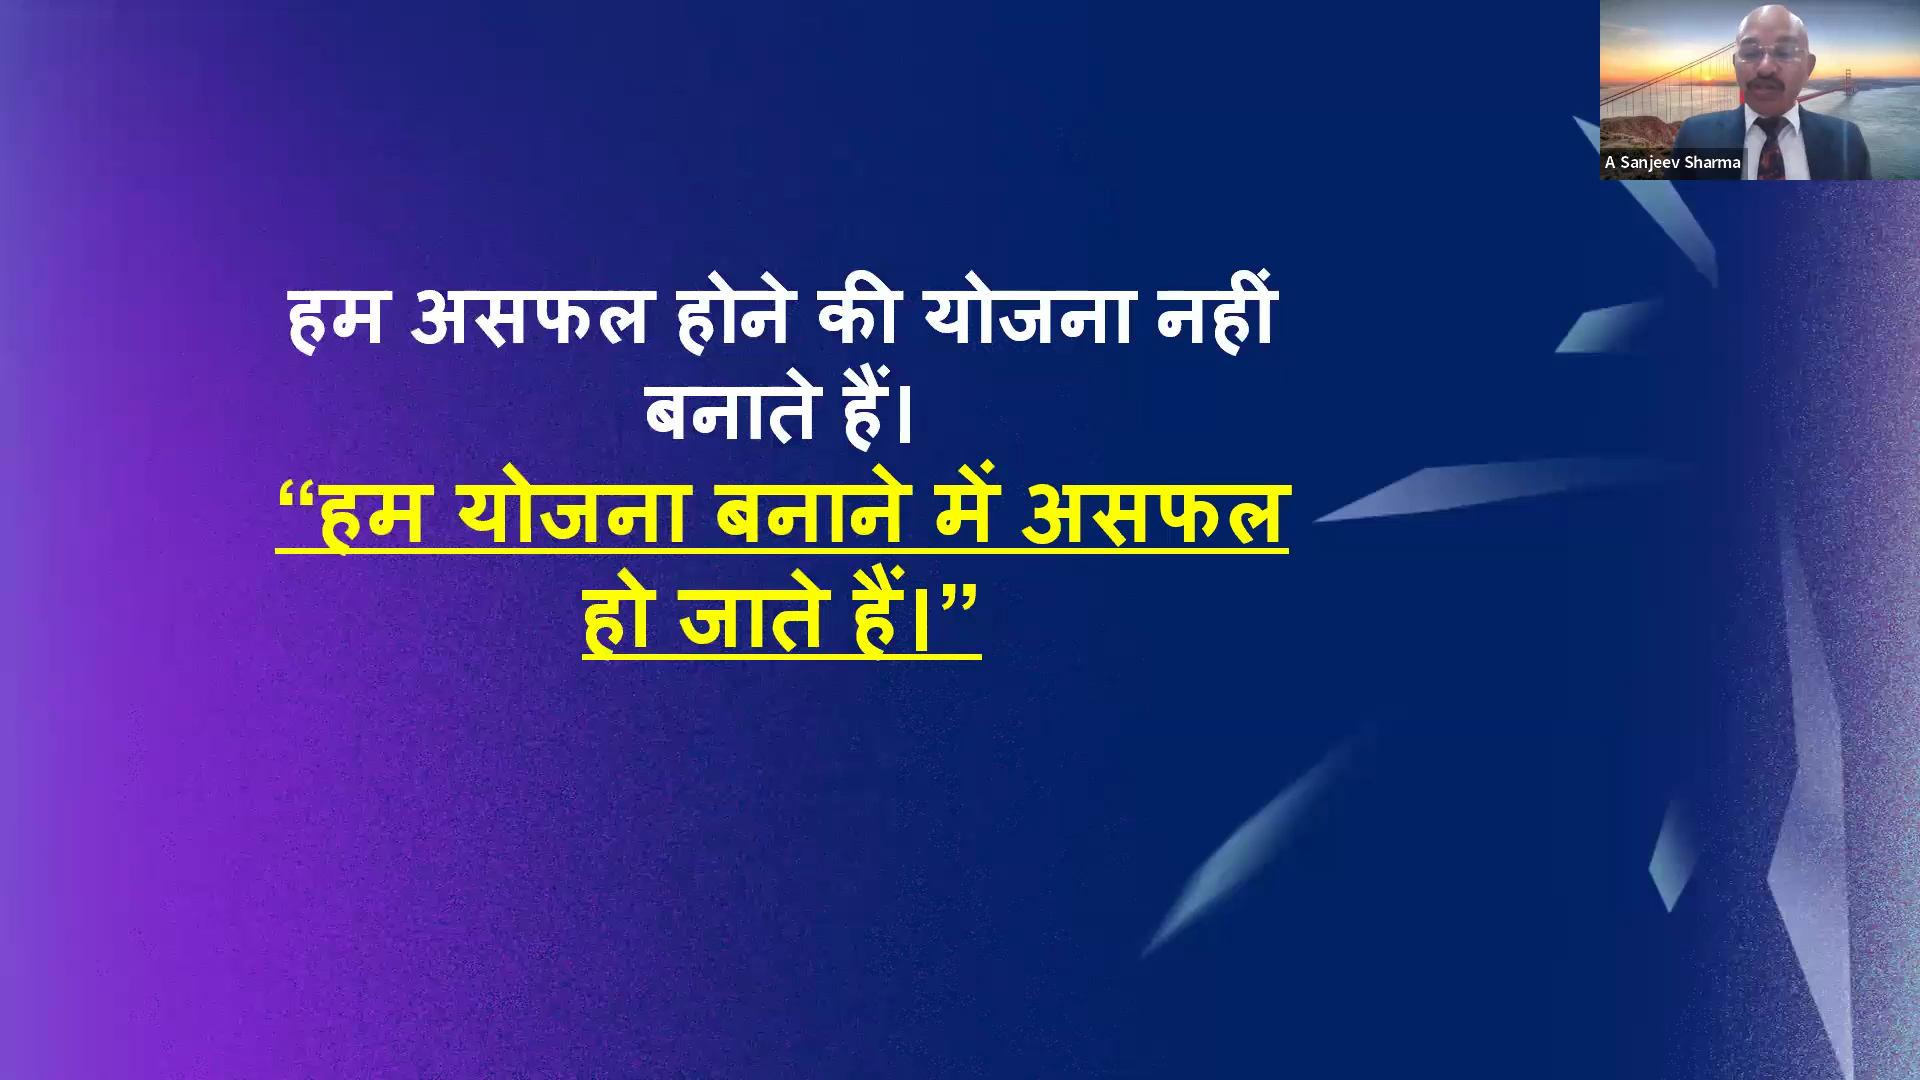 A Sanjeev Sharma
हम असफल होने की योजना नहीं
बनाते हैं।
“हम योजना बनाने में असफल
हो जाते हैं।”